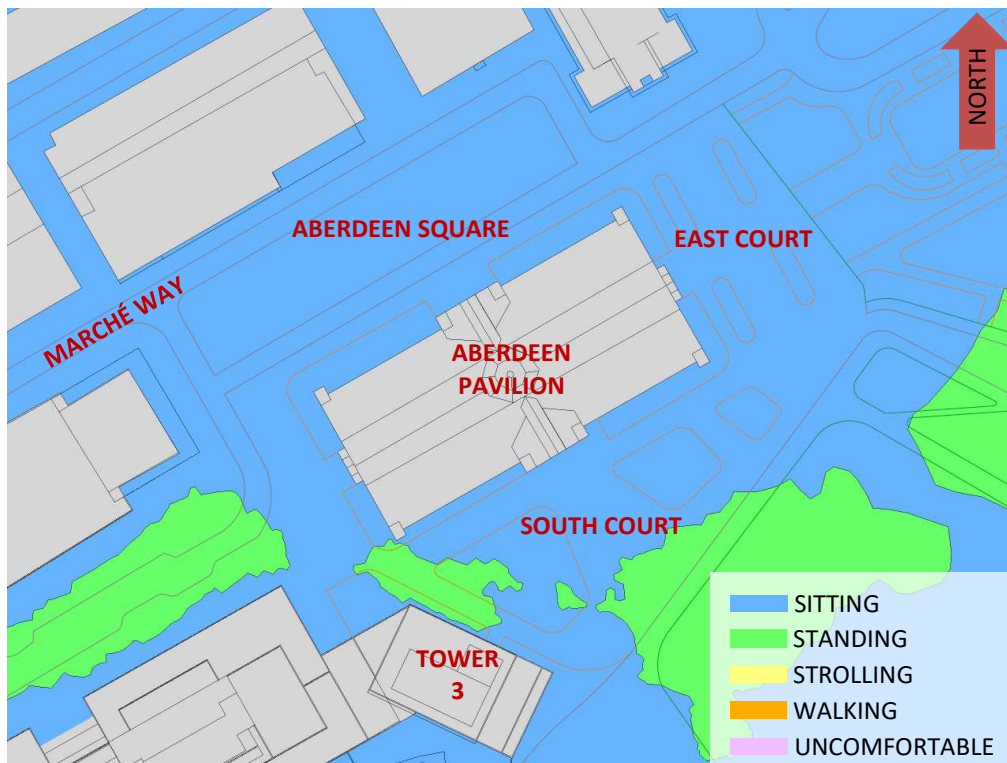 NORTH
ABERDEEN SQUARE
EAST COURT
MARCHÉ WAY
ABERDEEN
PAVILION
SOUTH COURT
TOWER
3
SITTING
STANDING
STROLLING
WALKING
UNCOMFORTABLE